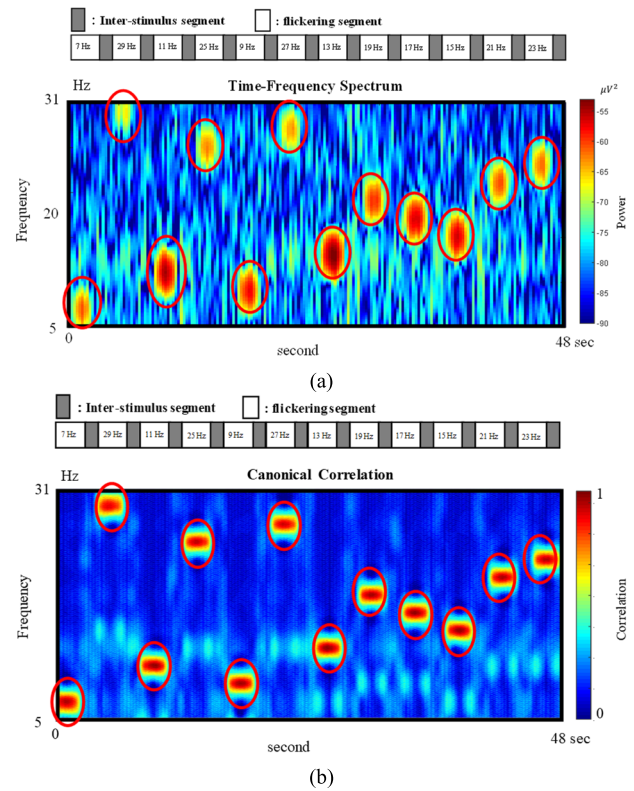 : Inter-stimulus segment : flickering segment
7 Hz 29 Hz 11 Hz 25 Hz 9 Hz 27 Hz 13 Hz 19 Hz 17 Hz 15 Hz 21 Hz 23 Hz
Hz Time-Frequency Spectrum
μV²
31
20
5
Frequency
0 second 48 sec
-55
-60
-65
-70
-75
-80
-85
-90
Power
(a)
: Inter-stimulus segment : flickering segment
7 Hz 29 Hz 11 Hz 25 Hz 9 Hz 27 Hz 13 Hz 19 Hz 17 Hz 15 Hz 21 Hz 23 Hz
Hz Canonical Correlation
31
5
Frequency
0 second 48 sec
1
0
Correlation
(b)